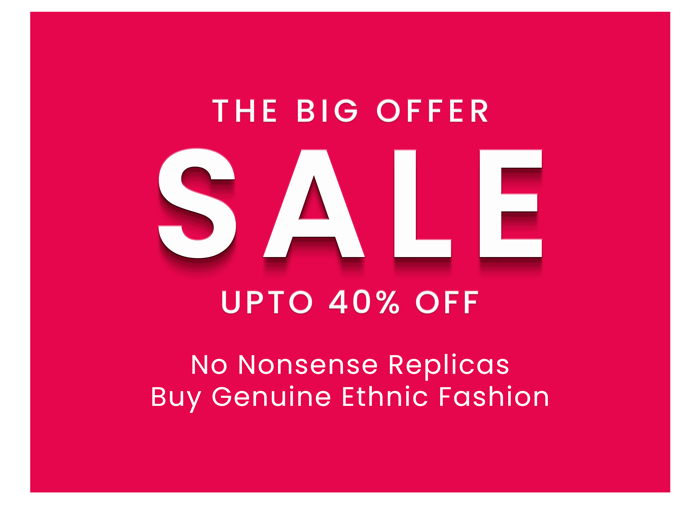 THE BIG OFFER
SALE
UPTO 40% OFF
No Nonsense Replicas
Buy Genuine Ethnic Fashion